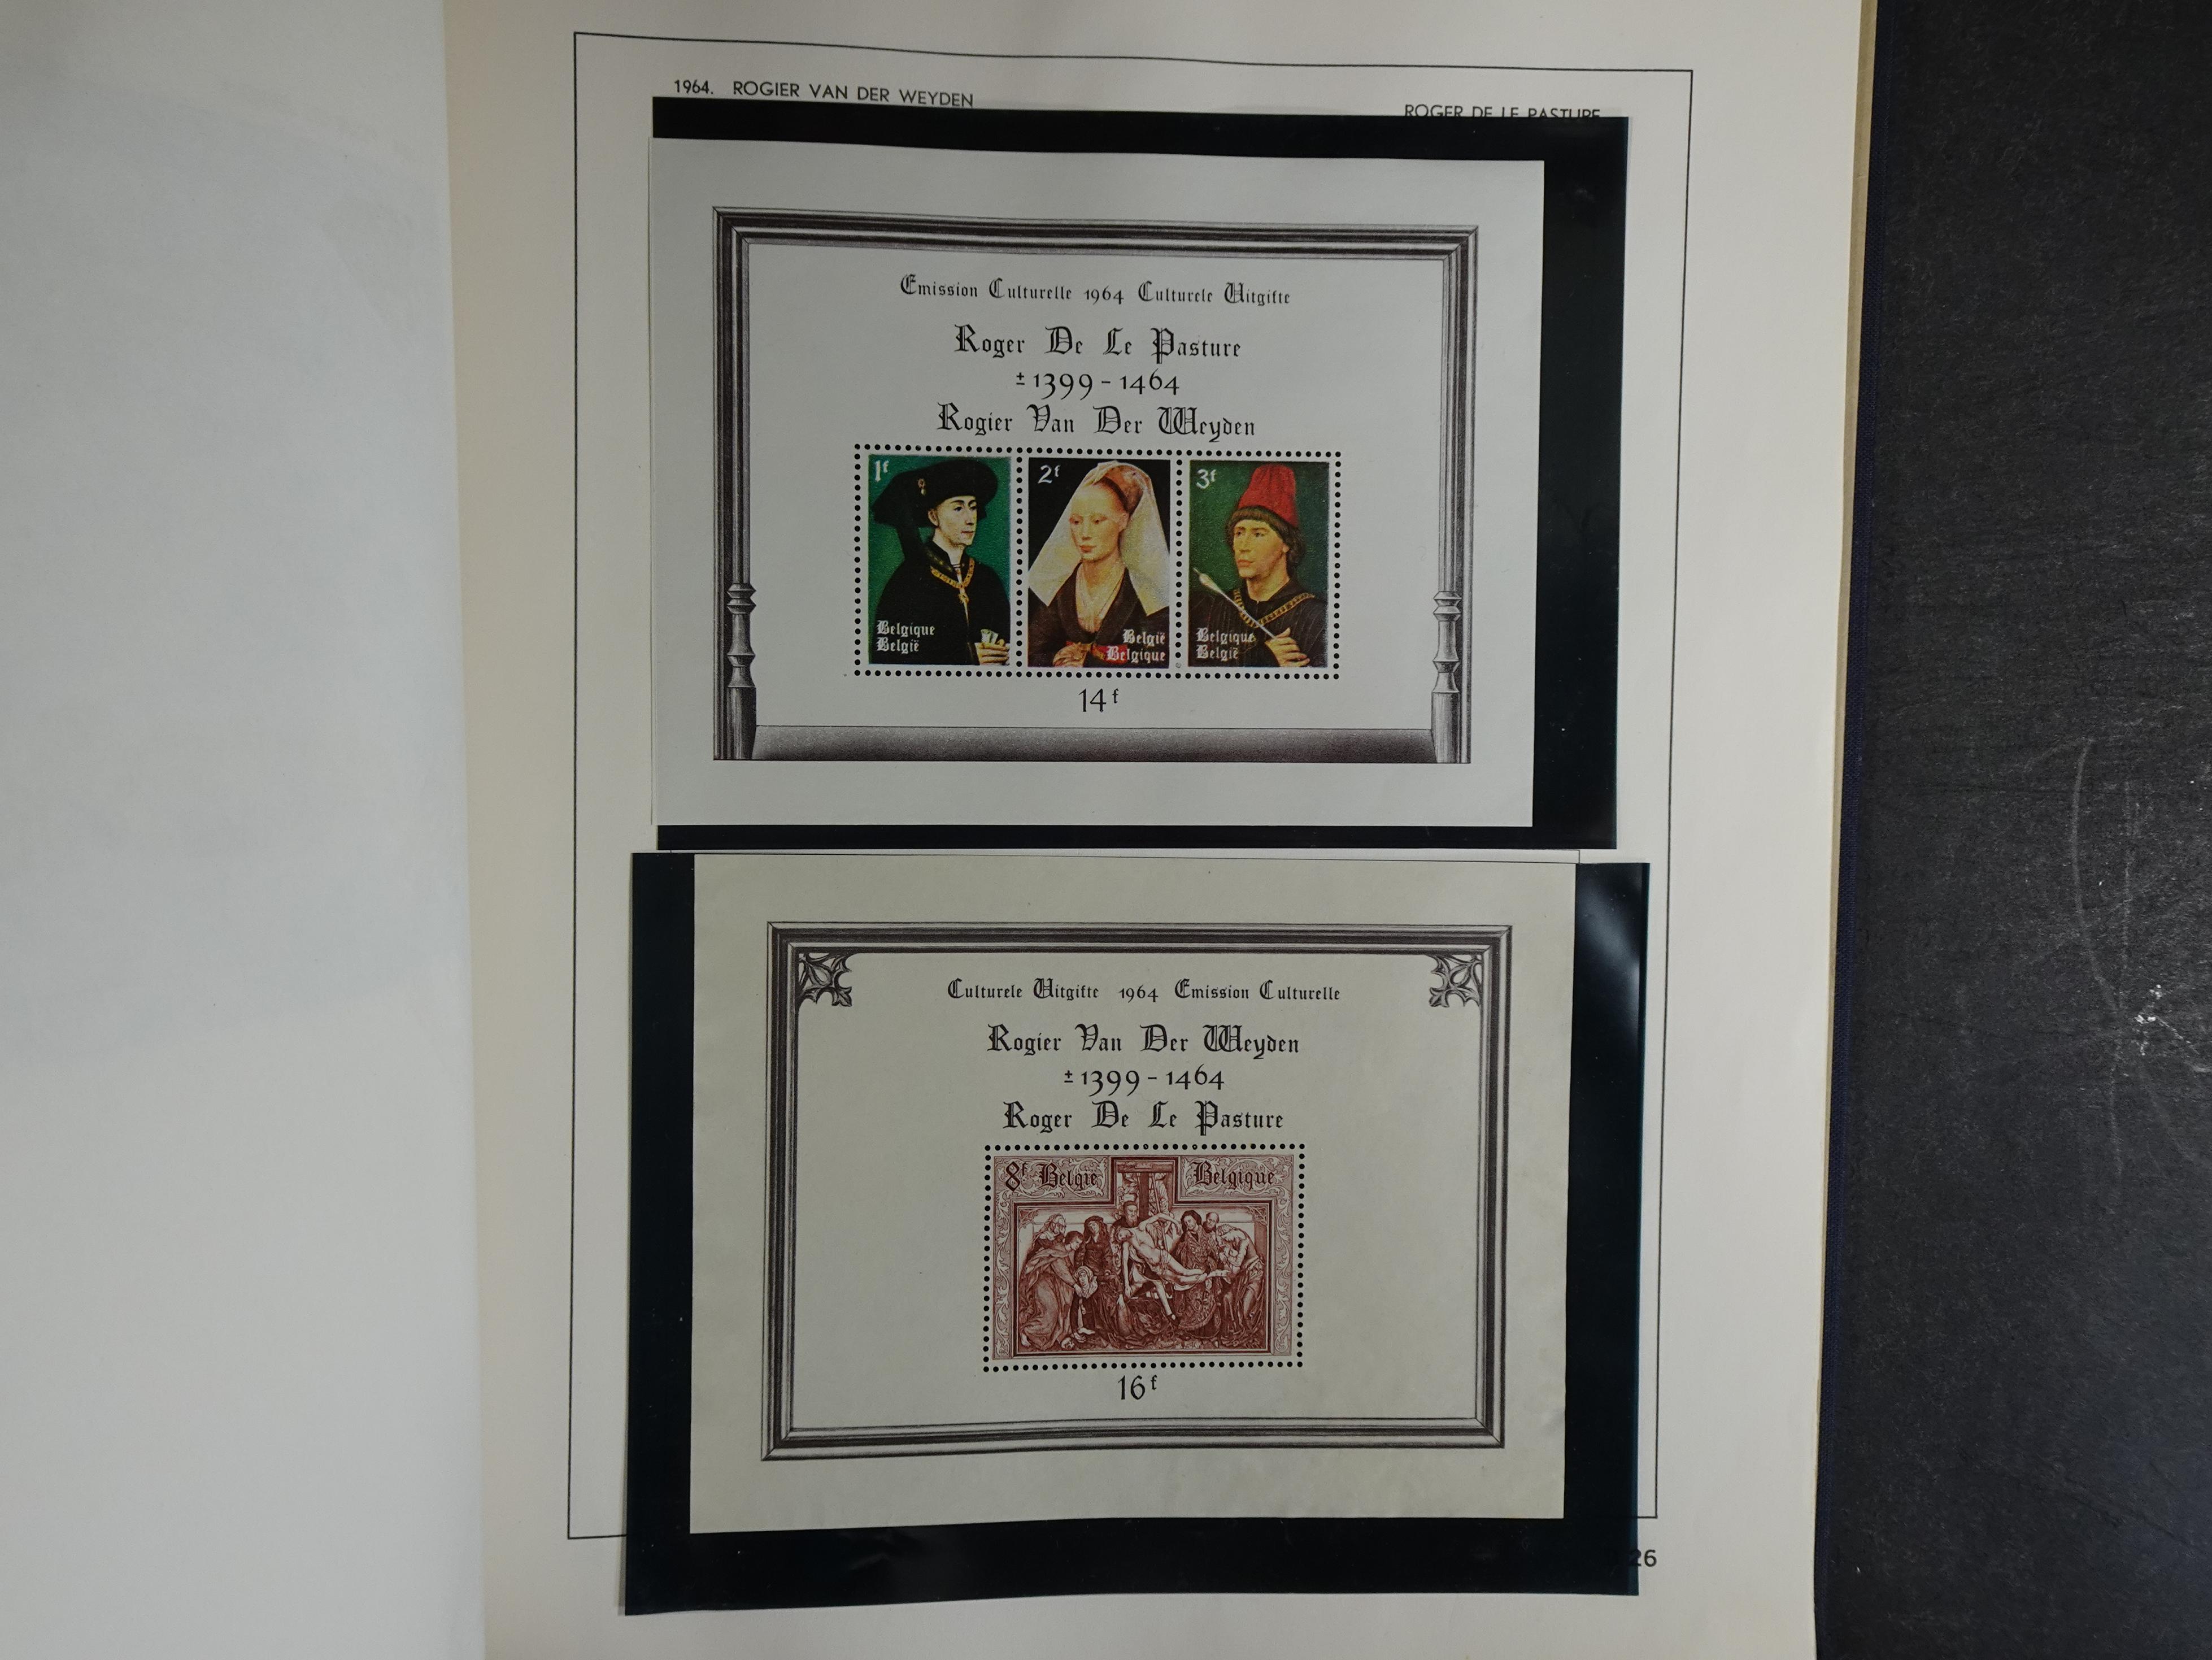 1964. ROGIER VAN DER WEYDEN
ROGER DE LE PASTURE
Emission Culturelle 1964 Culturele Uitgifte
Roger De Le Pasture
± 1399 - 1464
Rogier Van Der Weyden
1f
Belgique
België
2f
België
Belgique
3f
Belgique
België
14f
Culturele Uitgifte 1964 Emission Culturelle
Rogier Van Der Weyden
± 1399 - 1464
Roger De Le Pasture
8f België Belgique
16f
26